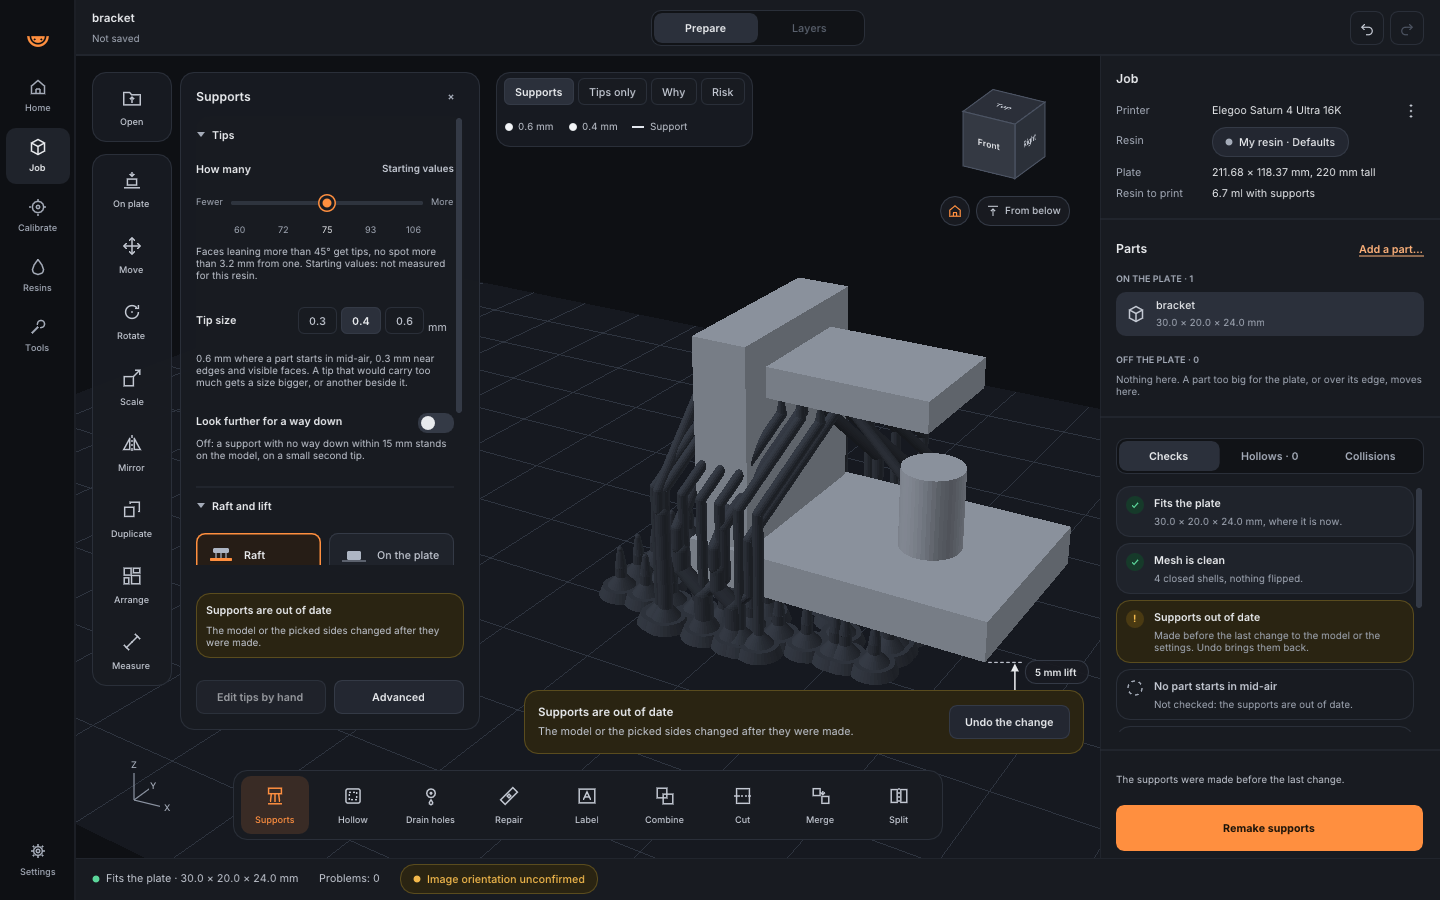 bracket
Not saved
Prepare
Layers
Home
Job
Calibrate
Resins
Tools
Settings
Open
On plate
Move
Rotate
Scale
Mirror
Duplicate
Arrange
Measure
Supports
×
Tips
How many
Starting values
Fewer
More
60 72 75 93 106
Faces leaning more than 45° get tips, no spot more
than 3.2 mm from one. Starting values: not measured
for this resin.
Tip size
0.3
0.4
0.6
mm
0.6 mm where a part starts in mid-air, 0.3 mm near
edges and visible faces. A tip that would carry too
much gets a size bigger, or another beside it.
Look further for a way down
Off: a support with no way down within 15 mm stands
on the model, on a small second tip.
Raft and lift
Raft
On the plate
Supports are out of date
The model or the picked sides changed after they
were made.
Edit tips by hand
Advanced
Supports
Tips only
Why
Risk
0.6 mm
0.4 mm
Support
Top
Front
Right
From below
5 mm lift
Supports are out of date
The model or the picked sides changed after they were made.
Undo the change
Z
Y
X
Supports
Hollow
Drain holes
Repair
Label
Combine
Cut
Merge
Split
Job
Printer
Elegoo Saturn 4 Ultra 16K
Resin
My resin · Defaults
Plate
211.68 × 118.37 mm, 220 mm tall
Resin to print
6.7 ml with supports
Parts
Add a part...
ON THE PLATE · 1
bracket
30.0 × 20.0 × 24.0 mm
OFF THE PLATE · 0
Nothing here. A part too big for the plate, or over its edge, moves
here.
Checks
Hollows · 0
Collisions
Fits the plate
30.0 × 20.0 × 24.0 mm, where it is now.
Mesh is clean
4 closed shells, nothing flipped.
Supports out of date
Made before the last change to the model or the
settings. Undo brings them back.
No part starts in mid-air
Not checked: the supports are out of date.
The supports were made before the last change.
Remake supports
Fits the plate · 30.0 × 20.0 × 24.0 mm
Problems: 0
Image orientation unconfirmed